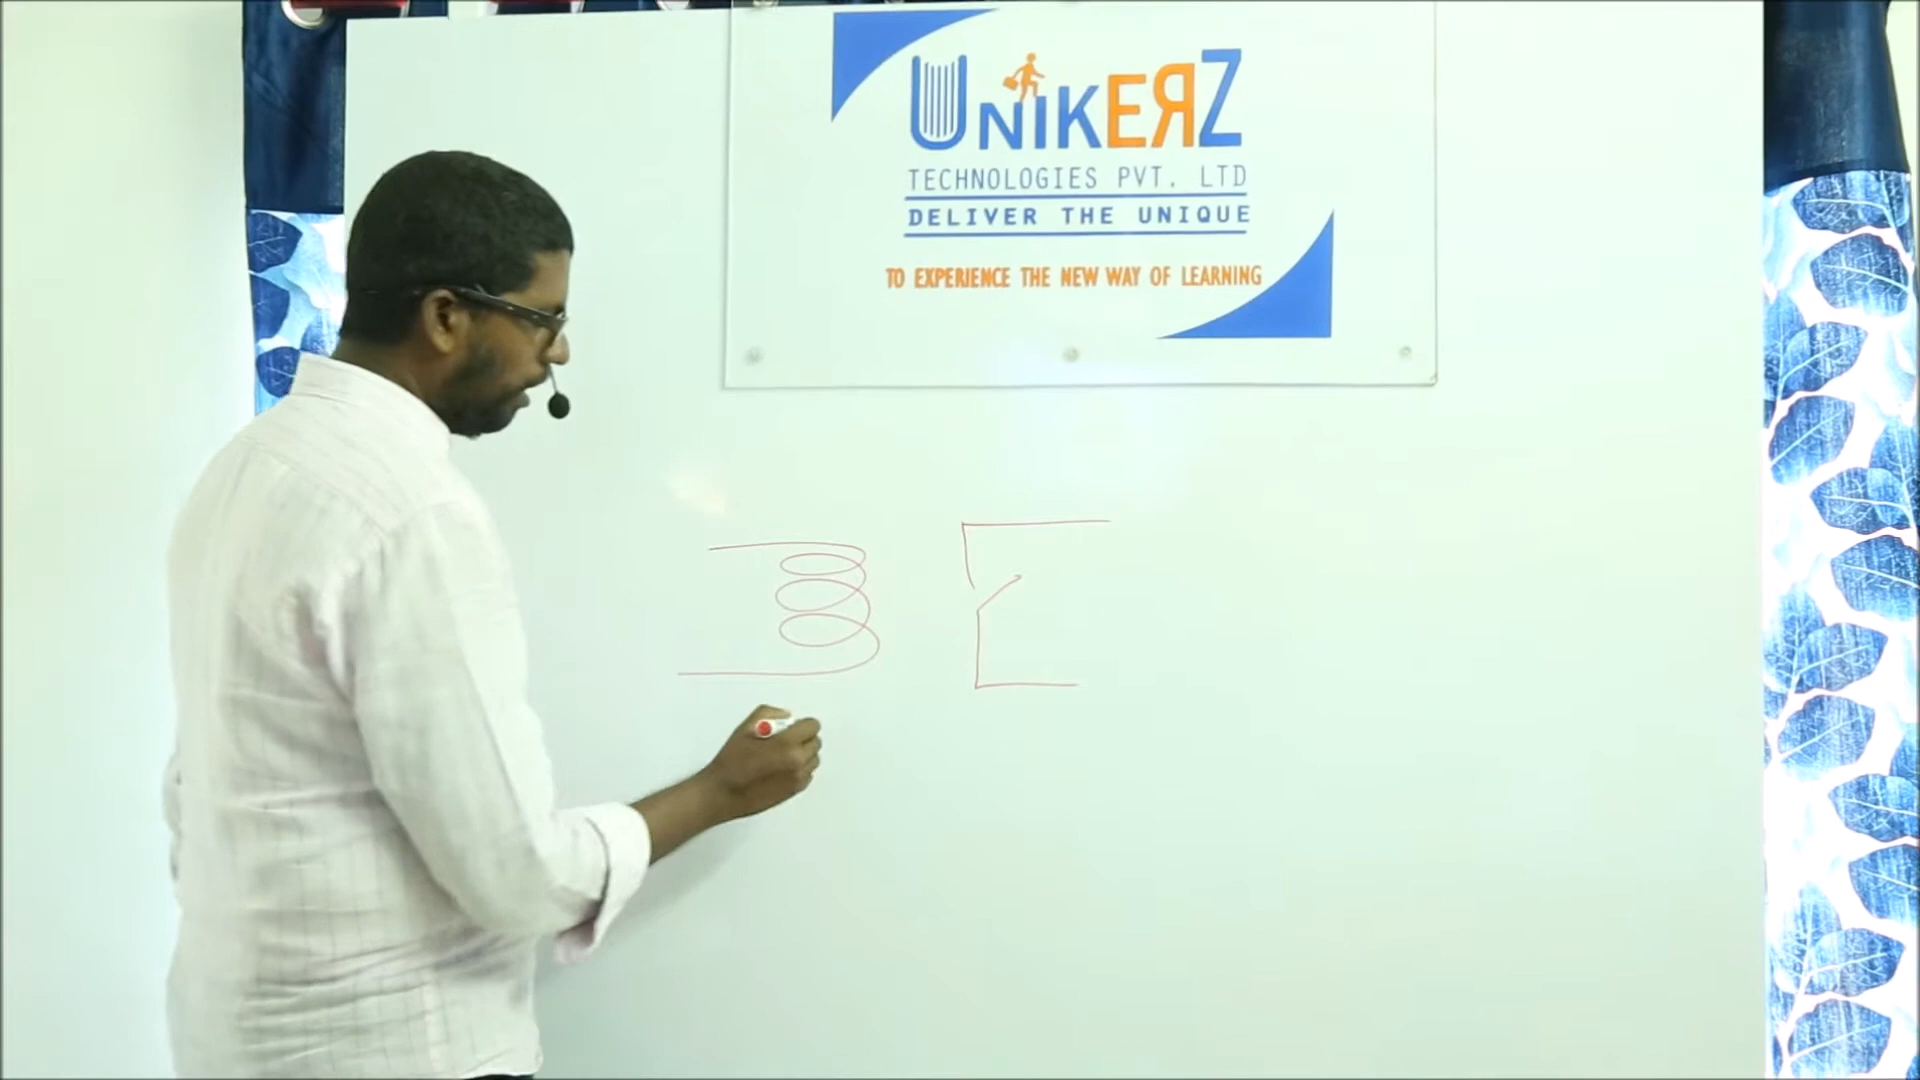 UNIKERZ
TECHNOLOGIES PVT. LTD
DELIVER THE UNIQUE
TO EXPERIENCE THE NEW WAY OF LEARNING